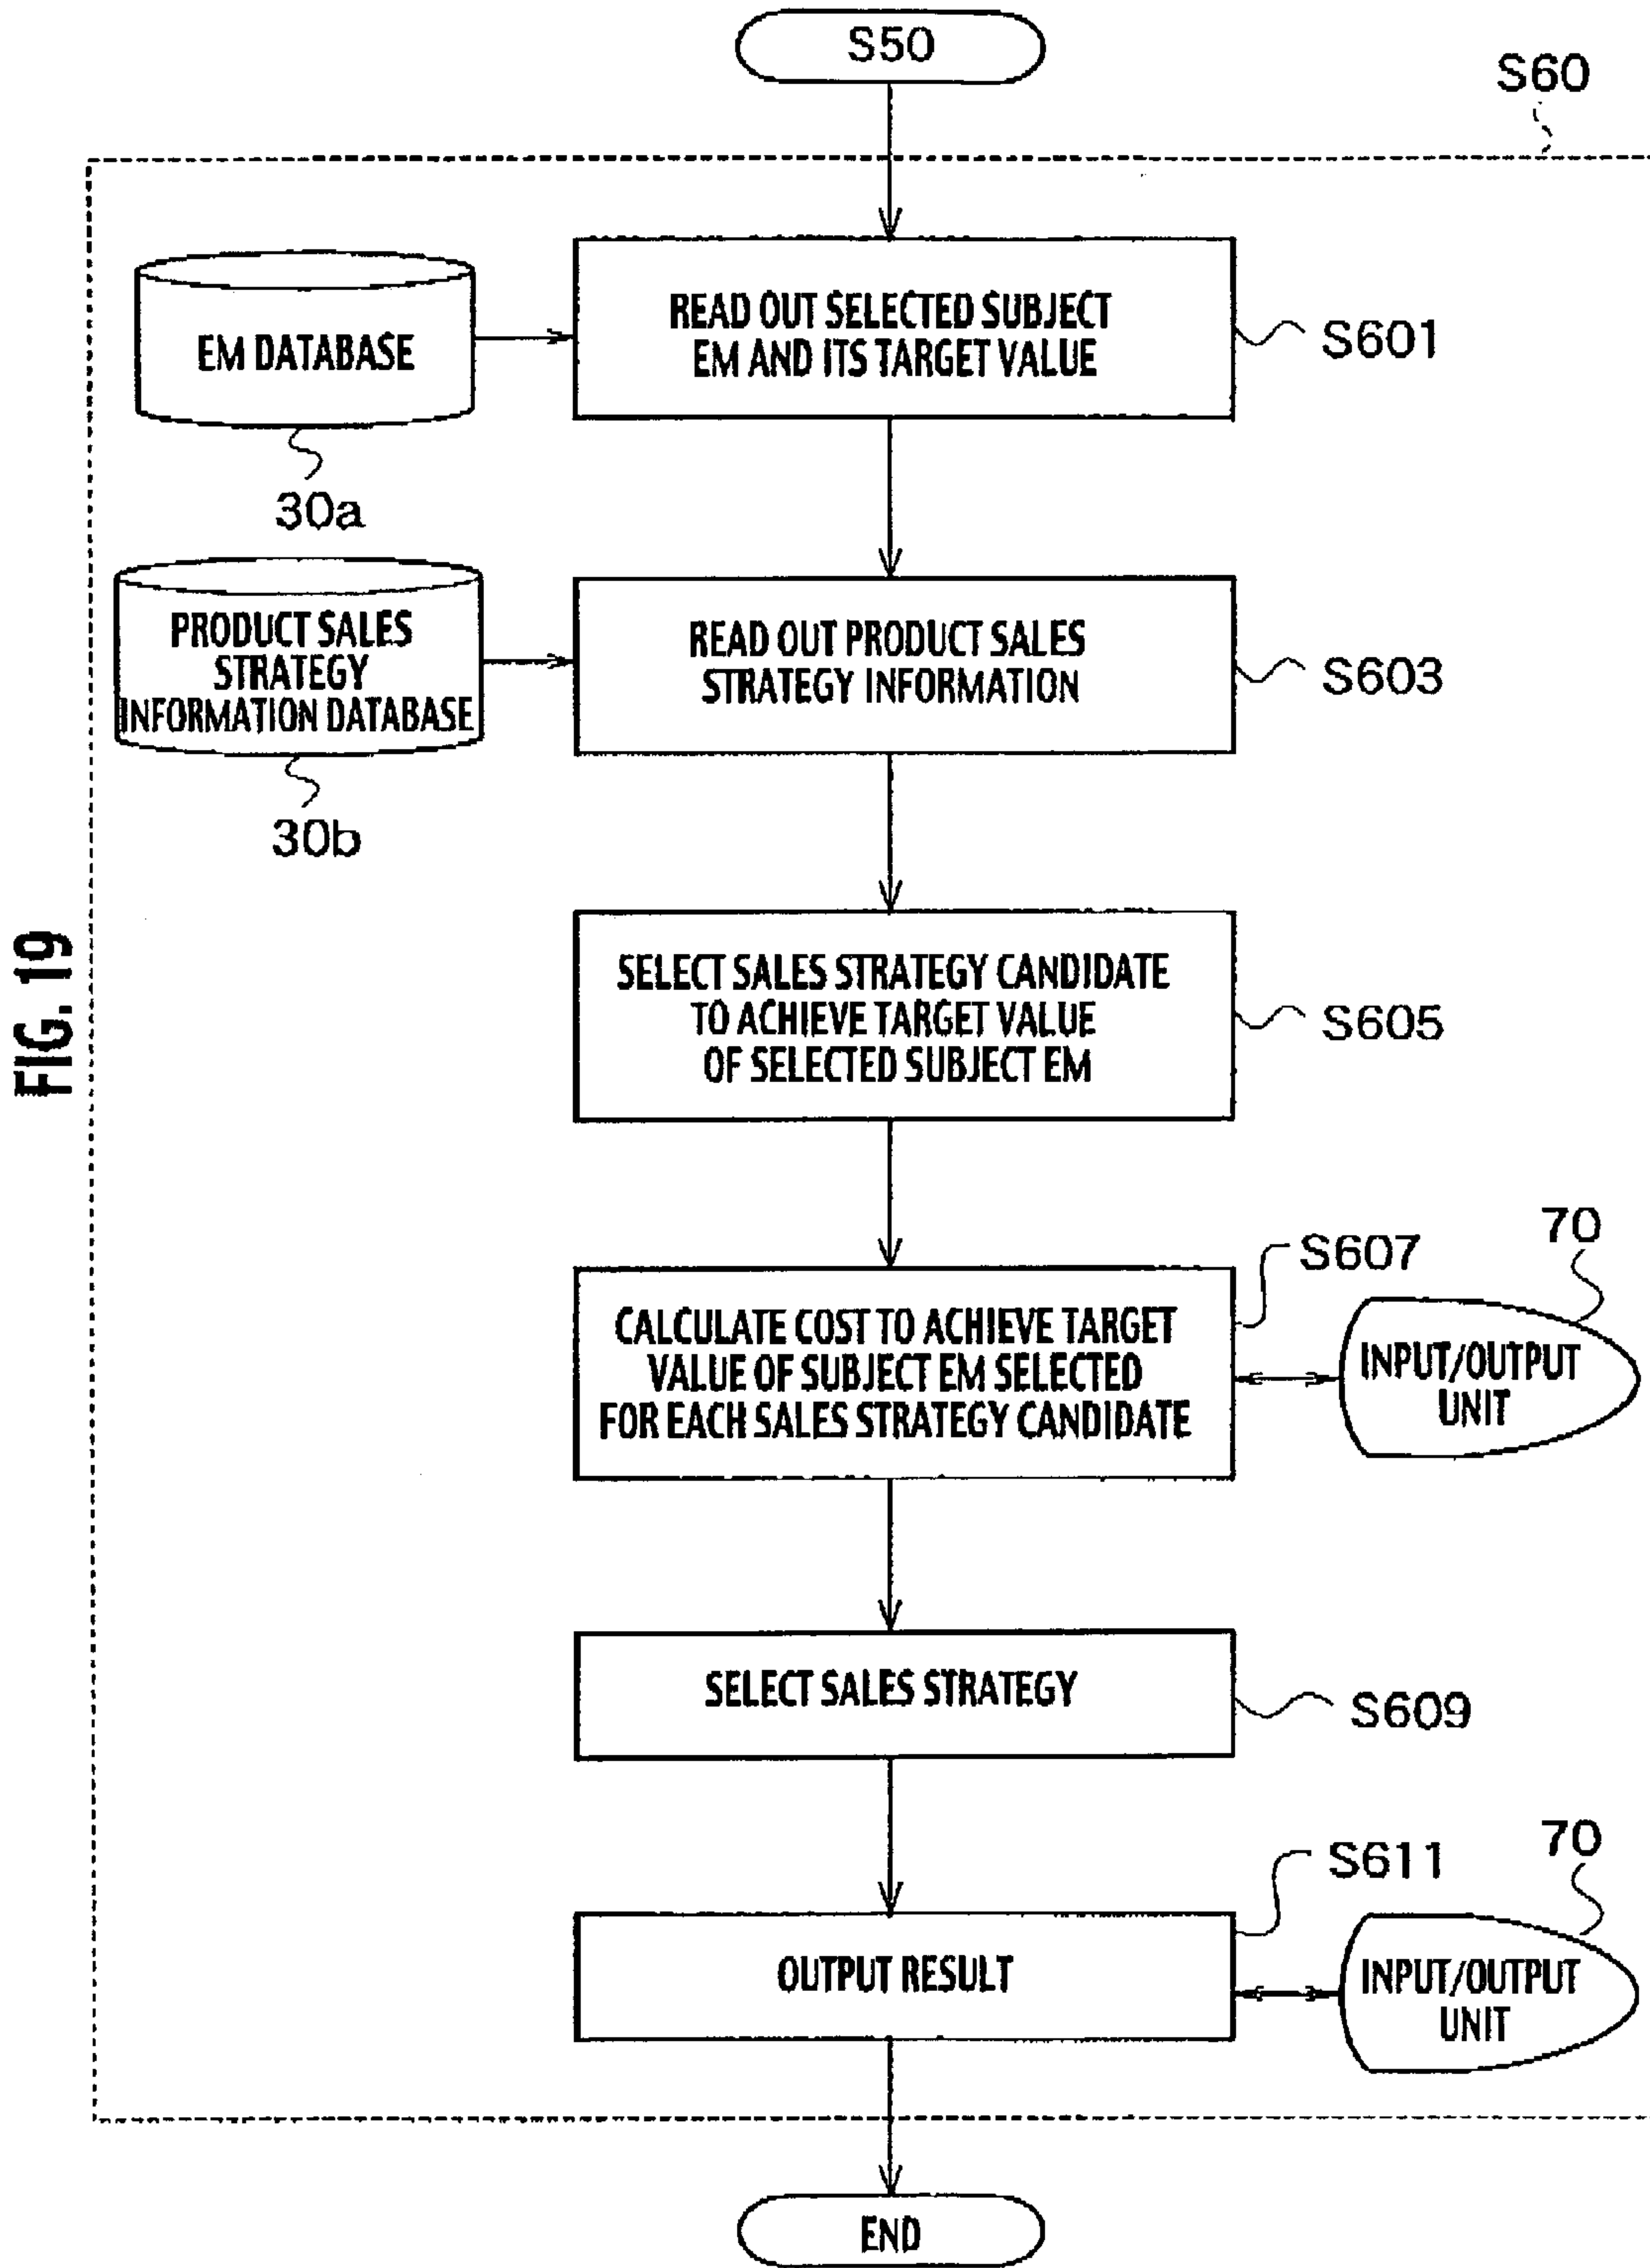 S50
S60
EM DATABASE
30a
READ OUT SELECTED SUBJECT
EM AND ITS TARGET VALUE
S601
PRODUCT SALES
STRATEGY
INFORMATION DATABASE
30b
READ OUT PRODUCT SALES
STRATEGY INFORMATION
S603
FIG. 19
SELECT SALES STRATEGY CANDIDATE
TO ACHIEVE TARGET VALUE
OF SELECTED SUBJECT EM
S605
CALCULATE COST TO ACHIEVE TARGET
VALUE OF SUBJECT EM SELECTED
FOR EACH SALES STRATEGY CANDIDATE
S607
70
INPUT/OUTPUT
UNIT
SELECT SALES STRATEGY
S609
OUTPUT RESULT
S611
70
INPUT/OUTPUT
UNIT
END